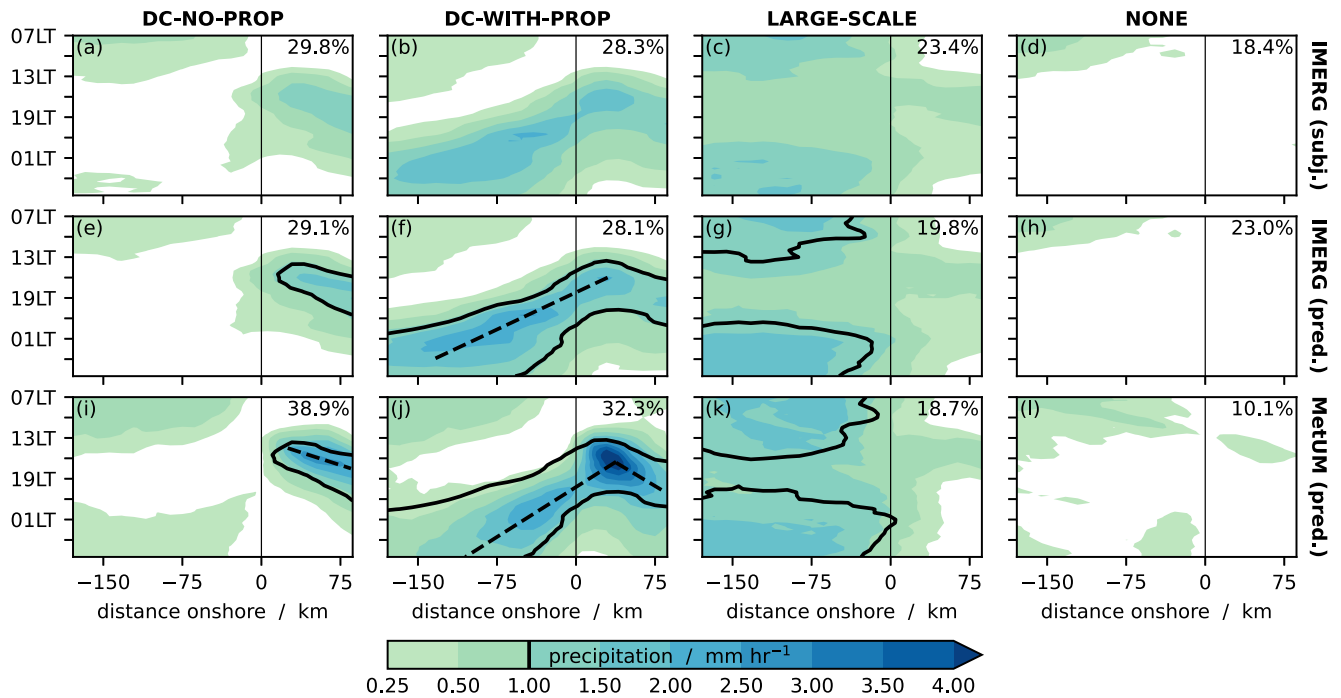 DC-NO-PROP DC-WITH-PROP LARGE-SCALE NONE
07LT (a) 29.8% (b) 28.3% (c) 23.4% (d) 18.4%
13LT
19LT
01LT
IMERG (subj.)
07LT (e) 29.1% (f) 28.1% (g) 19.8% (h) 23.0%
13LT
19LT
01LT
IMERG (pred.)
07LT (i) 38.9% (j) 32.3% (k) 18.7% (l) 10.1%
13LT
19LT
01LT
MetUM (pred.)
−150 −75 0 75 −150 −75 0 75 −150 −75 0 75 −150 −75 0 75
distance onshore / km distance onshore / km distance onshore / km distance onshore / km
precipitation / mm hr⁻¹
0.25 0.50 1.00 1.50 2.00 2.50 3.00 3.50 4.00